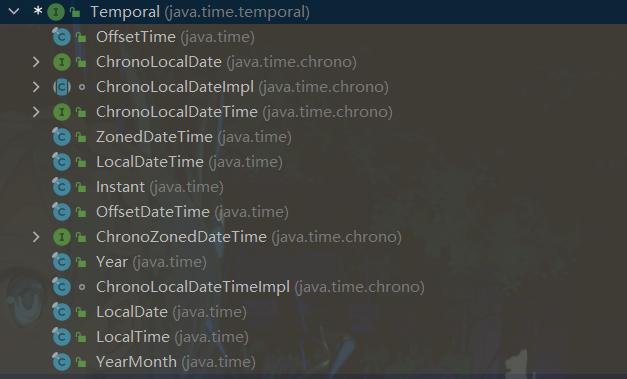 Temporal (java.time.temporal)
OffsetTime (java.time)
ChronoLocalDate (java.time.chrono)
ChronoLocalDateImpl (java.time.chrono)
ChronoLocalDateTime (java.time.chrono)
ZonedDateTime (java.time)
LocalDateTime (java.time)
Instant (java.time)
OffsetDateTime (java.time)
ChronoZonedDateTime (java.time.chrono)
Year (java.time)
ChronoLocalDateTimeImpl (java.time.chrono)
LocalDate (java.time)
LocalTime (java.time)
YearMonth (java.time)